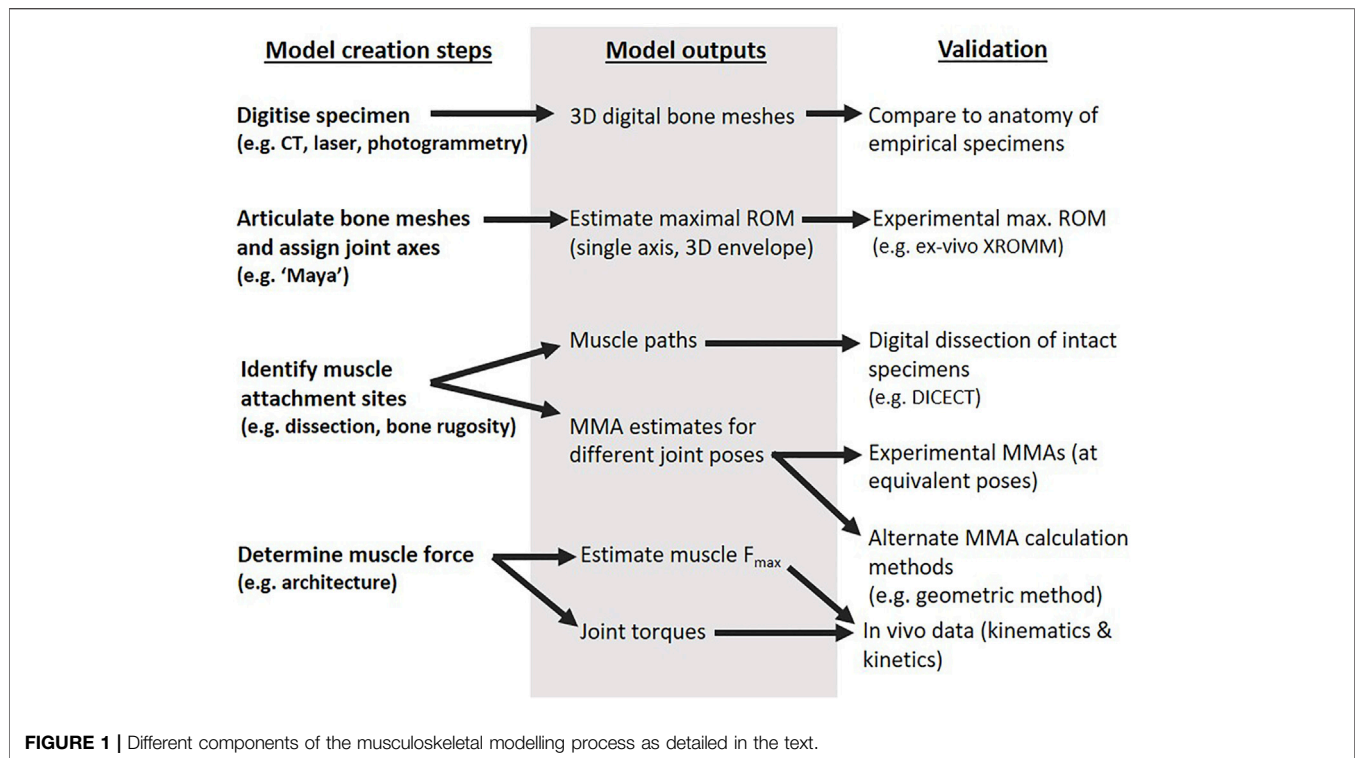 Model creation steps
Model outputs
Validation
Digitise specimen
(e.g. CT, laser, photogrammetry)
3D digital bone meshes
Compare to anatomy of
empirical specimens
Articulate bone meshes
and assign joint axes
(e.g. ‘Maya’)
Estimate maximal ROM
(single axis, 3D envelope)
Experimental max. ROM
(e.g. ex-vivo XROMM)
Identify muscle
attachment sites
(e.g. dissection, bone rugosity)
Muscle paths
Digital dissection of intact
specimens
(e.g. DICECT)
MMA estimates for
different joint poses
Experimental MMAs (at
equivalent poses)
Alternate MMA calculation
methods
(e.g. geometric method)
Determine muscle force
(e.g. architecture)
Estimate muscle Fmax
Joint torques
In vivo data (kinematics &
kinetics)
FIGURE 1 | Different components of the musculoskeletal modelling process as detailed in the text.